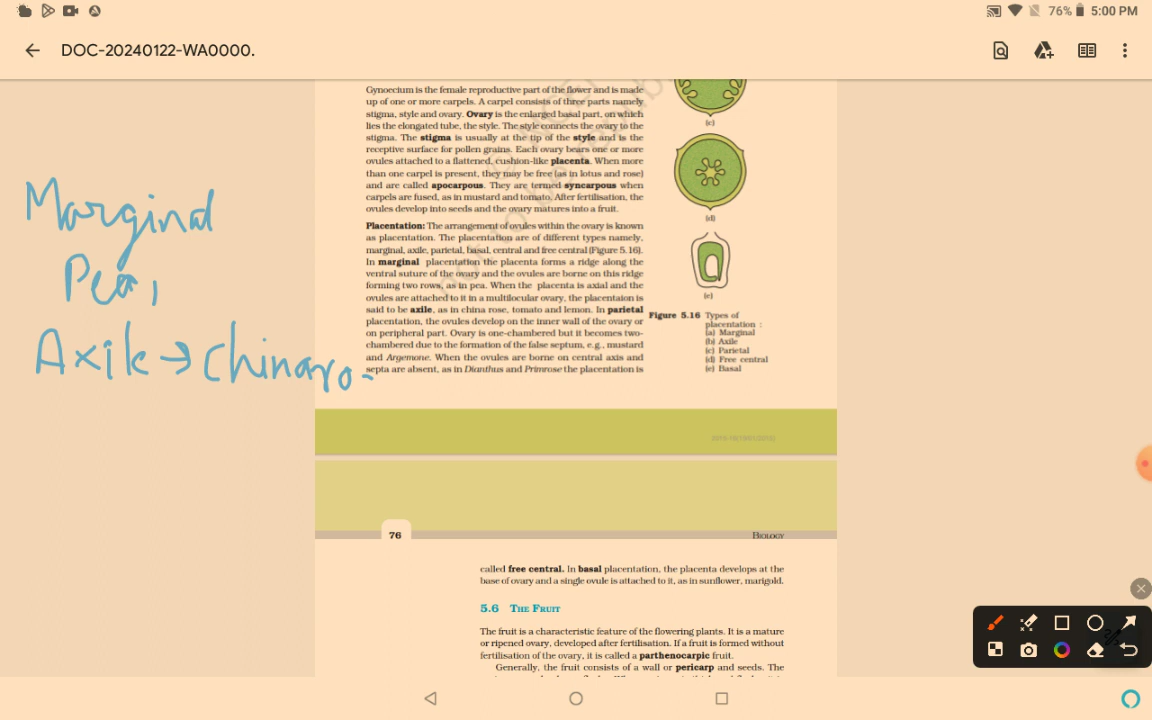 76% 5:00 PM
DOC-20240122-WA0000.
Gynoecium is the female reproductive part of the flower and is made
up of one or more carpels. A carpel consists of three parts namely
stigma, style and ovary. Ovary is the enlarged basal part, on which
lies the elongated tube, the style. The style connects the ovary to the
stigma. The stigma is usually at the tip of the style and is the
receptive surface for pollen grains. Each ovary bears one or more
ovules attached to a flattened, cushion-like placenta. When more
than one carpel is present, they may be free (as in lotus and rose)
and are called apocarpous. They are termed syncarpous when
carpels are fused, as in mustard and tomato. After fertilisation, the
ovules develop into seeds and the ovary matures into a fruit.
Placentation: The arrangement of ovules within the ovary is known
as placentation. The placentation are of different types namely,
marginal, axile, parietal, basal, central and free central (Figure 5.16).
In marginal placentation the placenta forms a ridge along the
ventral suture of the ovary and the ovules are borne on this ridge
forming two rows, as in pea. When the placenta is axial and the
ovules are attached to it in a multilocular ovary, the placentaion is
said to be axile, as in china rose, tomato and lemon. In parietal
placentation, the ovules develop on the inner wall of the ovary or
on peripheral part. Ovary is one-chambered but it becomes two-
chambered due to the formation of the false septum, e.g., mustard
and Argemone. When the ovules are borne on central axis and
septa are absent, as in Dianthus and Primrose the placentation is
(c)
(d)
(e)
Figure 5.16 Types of
placentation :
(a) Marginal
(b) Axile
(c) Parietal
(d) Free central
(e) Basal
Marginal
Pea,
Axile → Chinaro-
76
BIOLOGY
called free central. In basal placentation, the placenta develops at the
base of ovary and a single ovule is attached to it, as in sunflower, marigold.
5.6 THE FRUIT
The fruit is a characteristic feature of the flowering plants. It is a mature
or ripened ovary, developed after fertilisation. If a fruit is formed without
fertilisation of the ovary, it is called a parthenocarpic fruit.
Generally, the fruit consists of a wall or pericarp and seeds. The